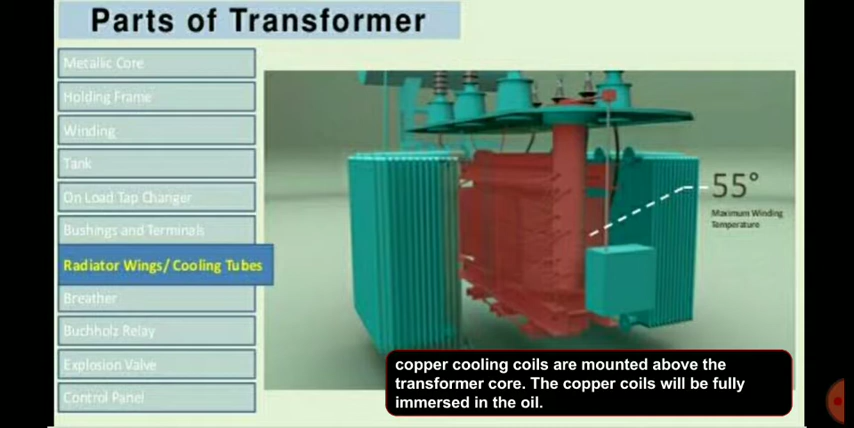 Parts of Transformer
Metallic Core
Holding Frame
Winding
Tank
On Load Tap Changer
Bushings and Terminals
Radiator Wings/ Cooling Tubes
Breather
Buchholz Relay
Explosion Valve
Control Panel
55°
Maximum Winding
Temperature
copper cooling coils are mounted above the
transformer core. The copper coils will be fully
immersed in the oil.